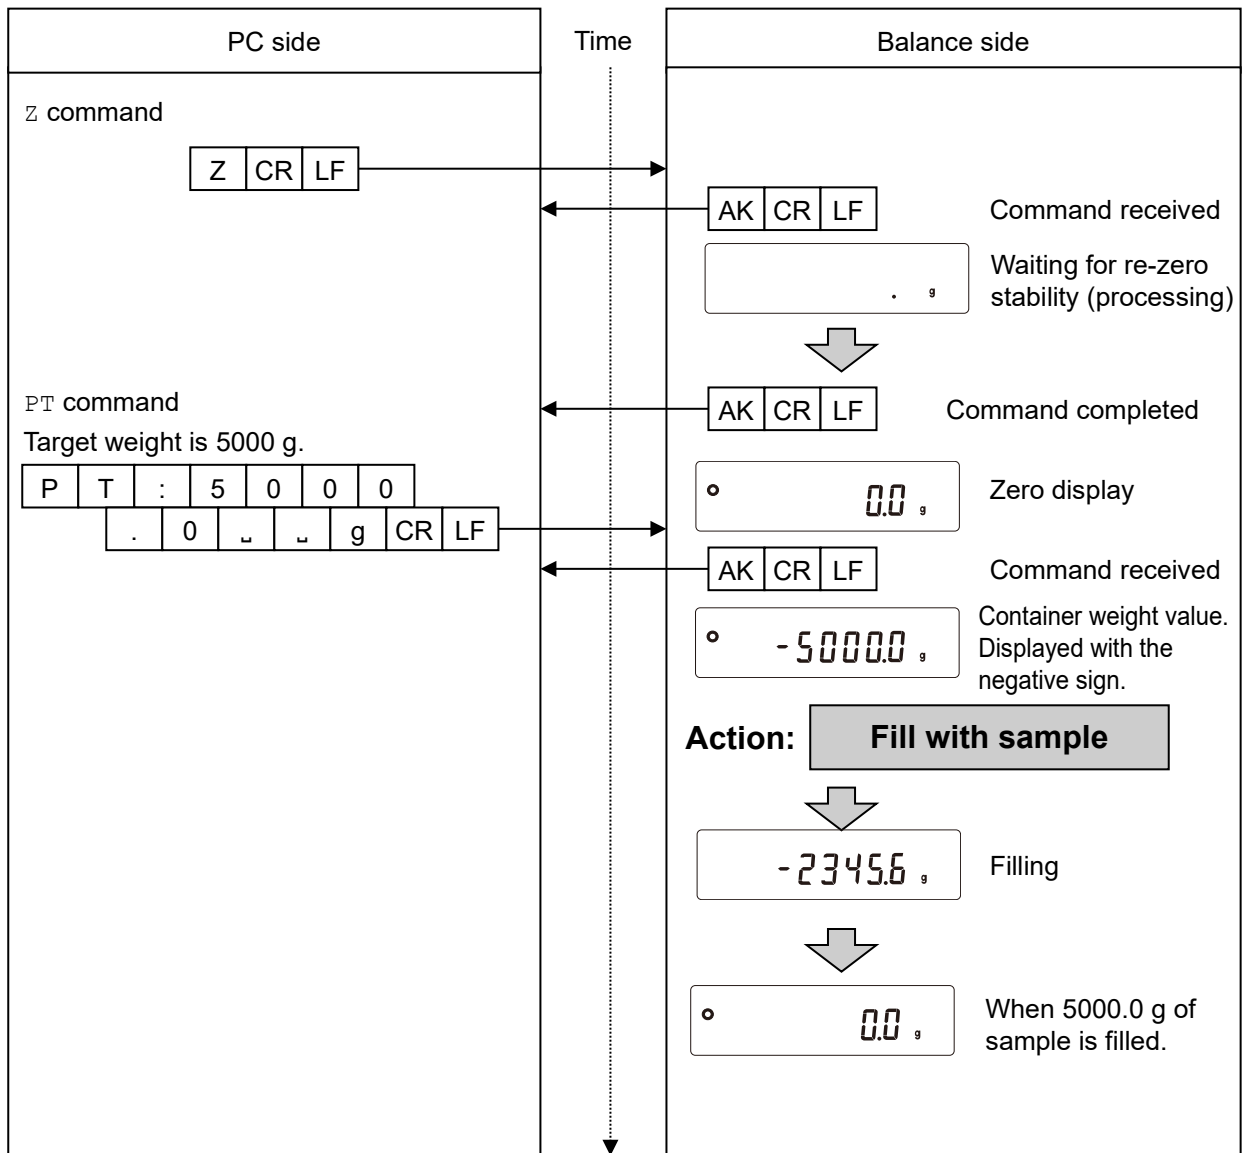 PC side
Time
Balance side
Z command
Z CR LF
AK CR LF
Command received
. g
Waiting for re-zero
stability (processing)
PT command
AK CR LF
Command completed
Target weight is 5000 g.
P T : 5 0 0 0
. 0 ␣ ␣ g CR LF
0.0 g
Zero display
AK CR LF
Command received
-5000.0 g
Container weight value.
Displayed with the
negative sign.
Action:
Fill with sample
-2345.6 g
Filling
0.0 g
When 5000.0 g of
sample is filled.